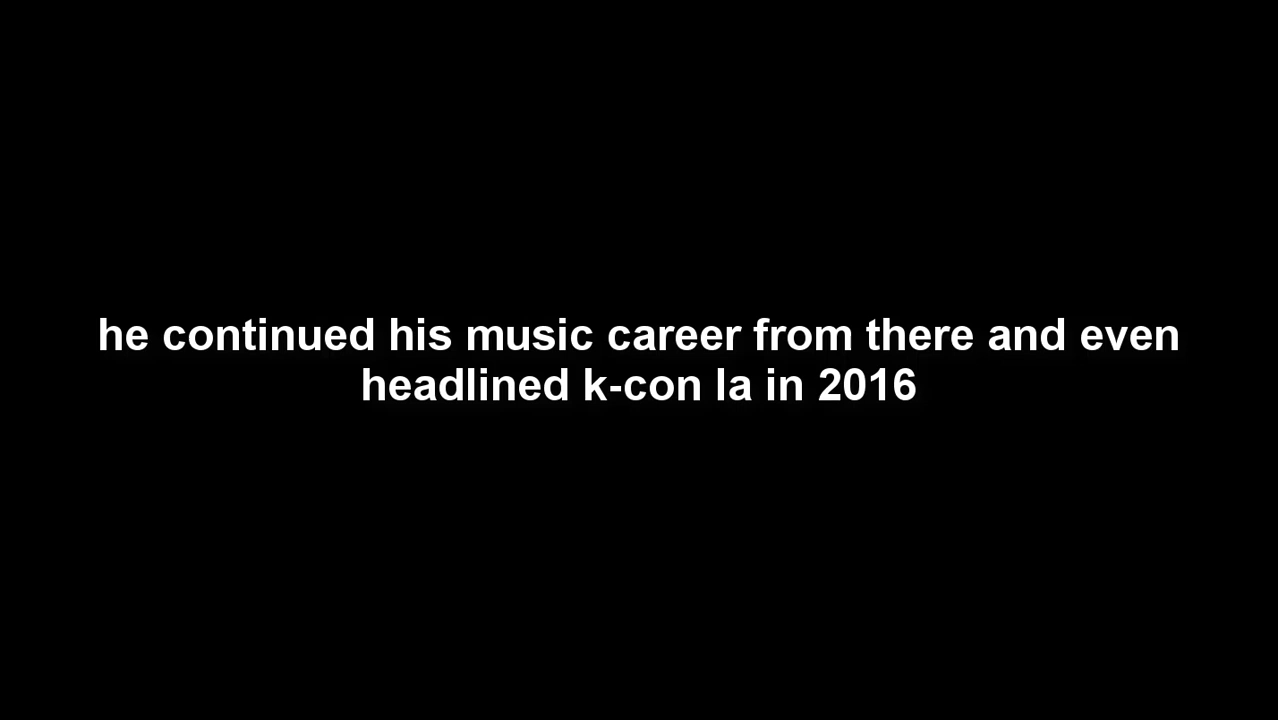 he continued his music career from there and even
headlined k-con la in 2016